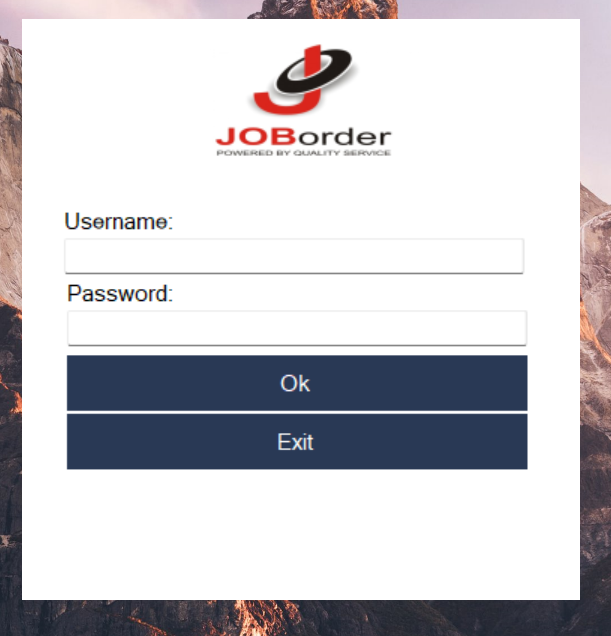 JOBorder
POWERED BY QUALITY SERVICE
Username:
Password:
Ok
Exit